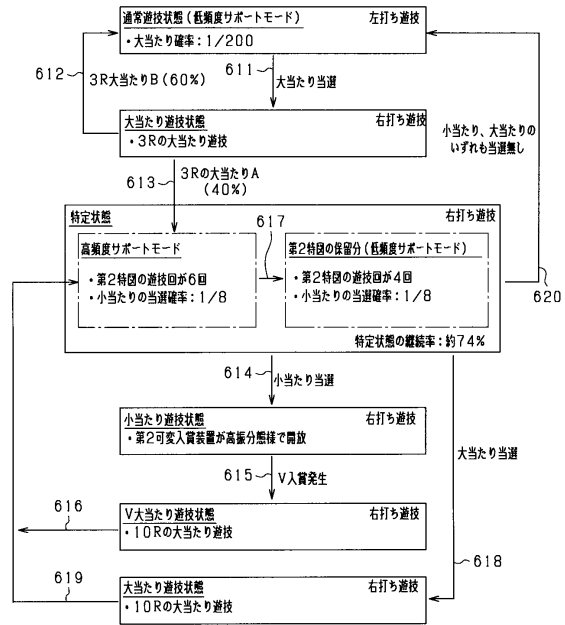 通常遊技状態(低頻度サポートモード)
左打ち遊技
・大当たり確率:1/200
611
大当たり当選
612
3R大当たりB(60%)
大当たり遊技状態
右打ち遊技
・3Rの大当たり遊技
小当たり、大当たりの
いずれも当選無し
613
3Rの大当たりA
(40%)
特定状態
右打ち遊技
617
高頻度サポートモード
・第2特図の遊技回が6回
・小当たりの当選確率:1/8
第2特図の保留分(低頻度サポートモード)
・第2特図の遊技回が4回
・小当たりの当選確率:1/8
620
特定状態の継続率:約74%
614
小当たり当選
小当たり遊技状態
右打ち遊技
・第2可変入賞装置が高振分態様で開放
大当たり当選
615
V入賞発生
616
V大当たり遊技状態
右打ち遊技
・10Rの大当たり遊技
618
619
大当たり遊技状態
右打ち遊技
・10Rの大当たり遊技